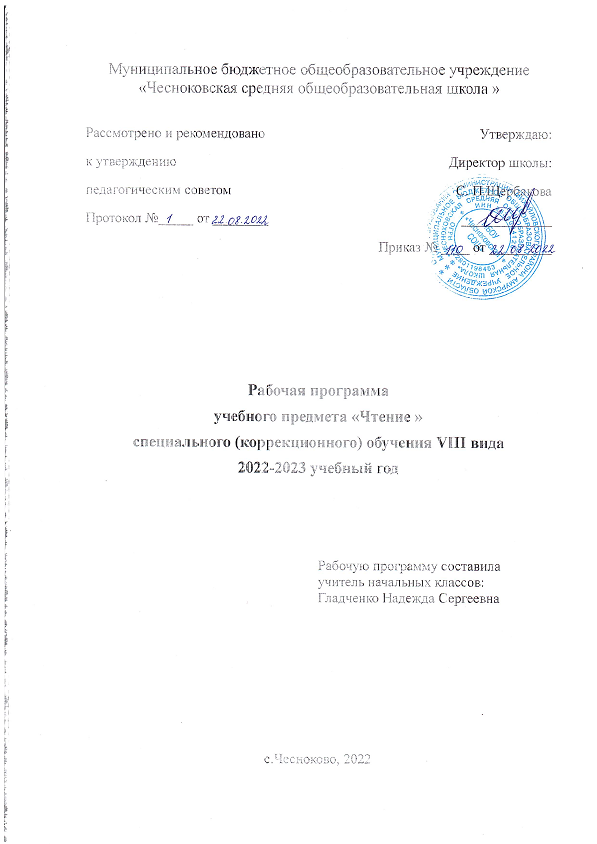 Муниципальное бюджетное общеобразовательное учреждение
«Чесноковская средняя общеобразовательная школа »
Рассмотрено и рекомендовано Утверждаю:
к утверждению Директор школы:
педагогическим советом С. П. Щербакова
Протокол № 1 от 22.08.2022
Приказ № 110 от 22/08-2022
Рабочая программа
учебного предмета «Чтение »
специального (коррекционного) обучения VIII вида
2022-2023 учебный год
Рабочую программу составила
учитель начальных классов:
Гладченко Надежда Сергеевна
с.Чесноково, 2022